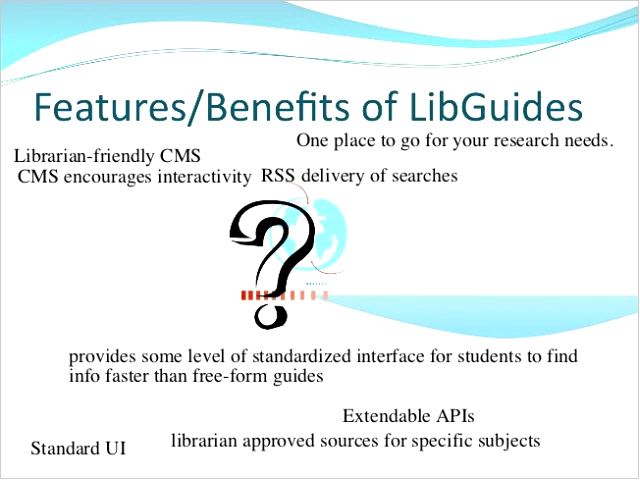 Features/Benefits of LibGuides
One place to go for your research needs.
Librarian-friendly CMS
CMS encourages interactivity
RSS delivery of searches
?
provides some level of standardized interface for students to find
info faster than free-form guides
Extendable APIs
librarian approved sources for specific subjects
Standard UI